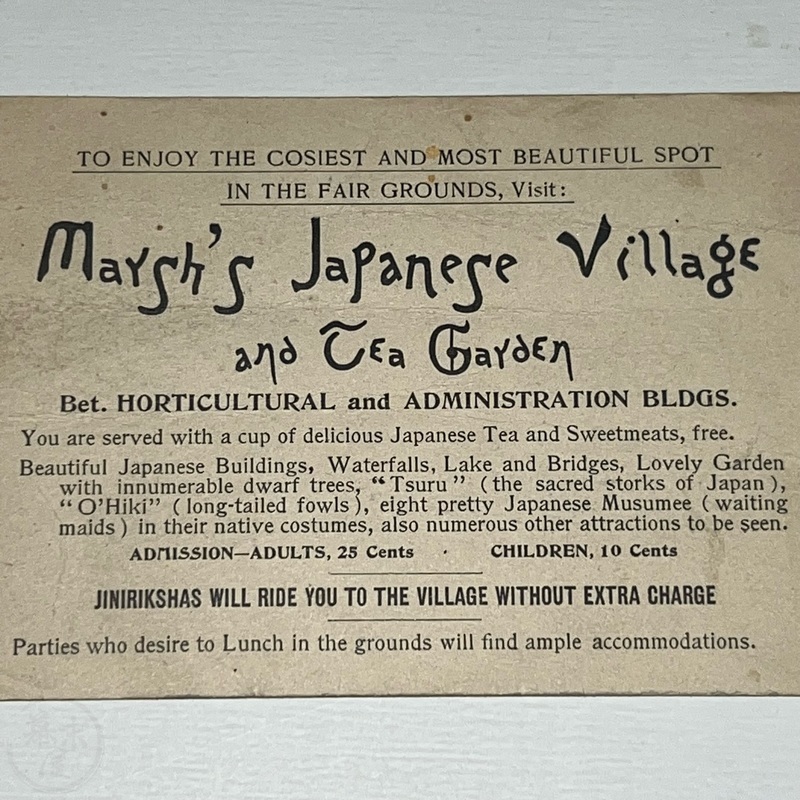 TO ENJOY THE COSIEST AND MOST BEAUTIFUL SPOT
IN THE FAIR GROUNDS, Visit:
Marsh's Japanese Village
and Tea Garden
Bet. HORTICULTURAL and ADMINISTRATION BLDGS.
You are served with a cup of delicious Japanese Tea and Sweetmeats, free.
Beautiful Japanese Buildings, Waterfalls, Lake and Bridges, Lovely Garden
with innumerable dwarf trees, “Tsuru” (the sacred storks of Japan),
“O'Hiki” (long-tailed fowls), eight pretty Japanese Musumee (waiting
maids) in their native costumes, also numerous other attractions to be seen.
ADMISSION—ADULTS, 25 Cents · CHILDREN, 10 Cents
JINIRIKSHAS WILL RIDE YOU TO THE VILLAGE WITHOUT EXTRA CHARGE
Parties who desire to Lunch in the grounds will find ample accommodations.